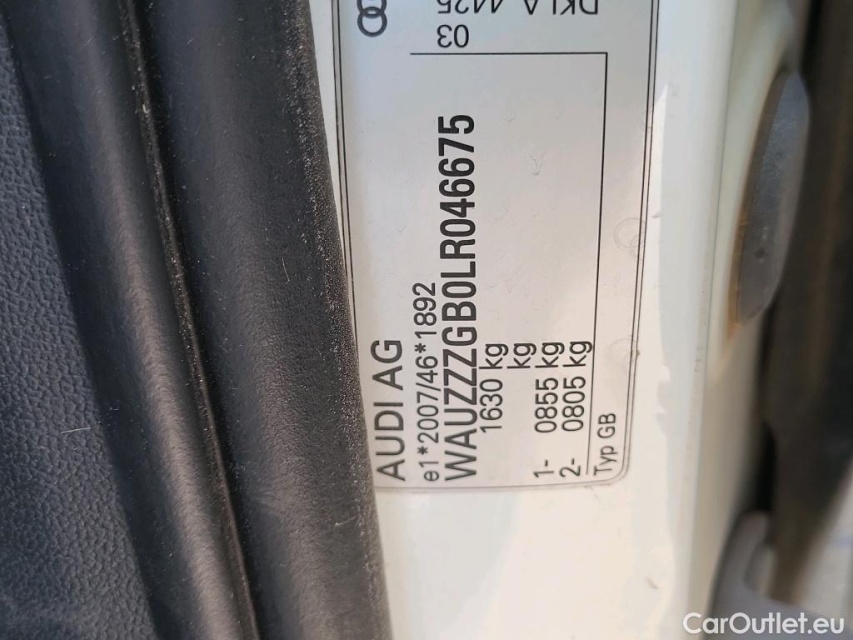 AUDI AG
e1*2007/46*1892
WAUZZZGB0LR046675
1630 kg
kg
1- 0855 kg
2- 0805 kg
Typ GB
03
CarOutlet.eu